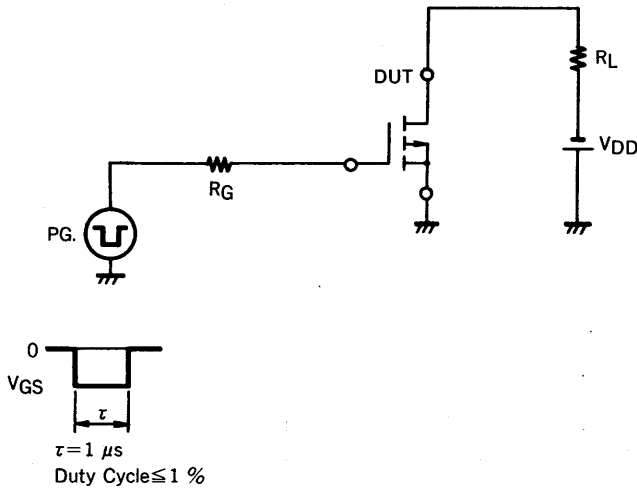 DUT
RL
VDD
RG
PG.
0
VGS
τ
τ=1 μs
Duty Cycle≦1 %